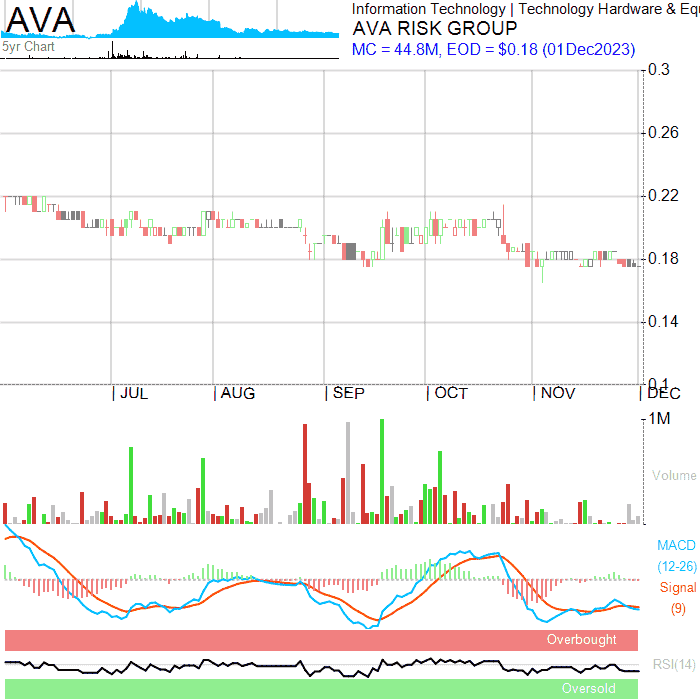 AVA
5yr Chart
Information Technology | Technology Hardware & Equ
AVA RISK GROUP
MC = 44.8M, EOD = $0.18 (01Dec2023)
0.3
0.26
0.22
0.18
0.14
0.1
| JUL | AUG | SEP | OCT | NOV | DEC
1M
Volume
MACD
(12-26)
Signal
(9)
Overbought
RSI(14)
Oversold